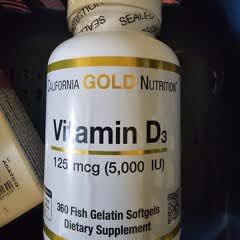 SEALED
CALIFORNIA GOLD NUTRITION
Vitamin D3
125 mcg (5,000 IU)
360 Fish Gelatin Softgels
Dietary Supplement